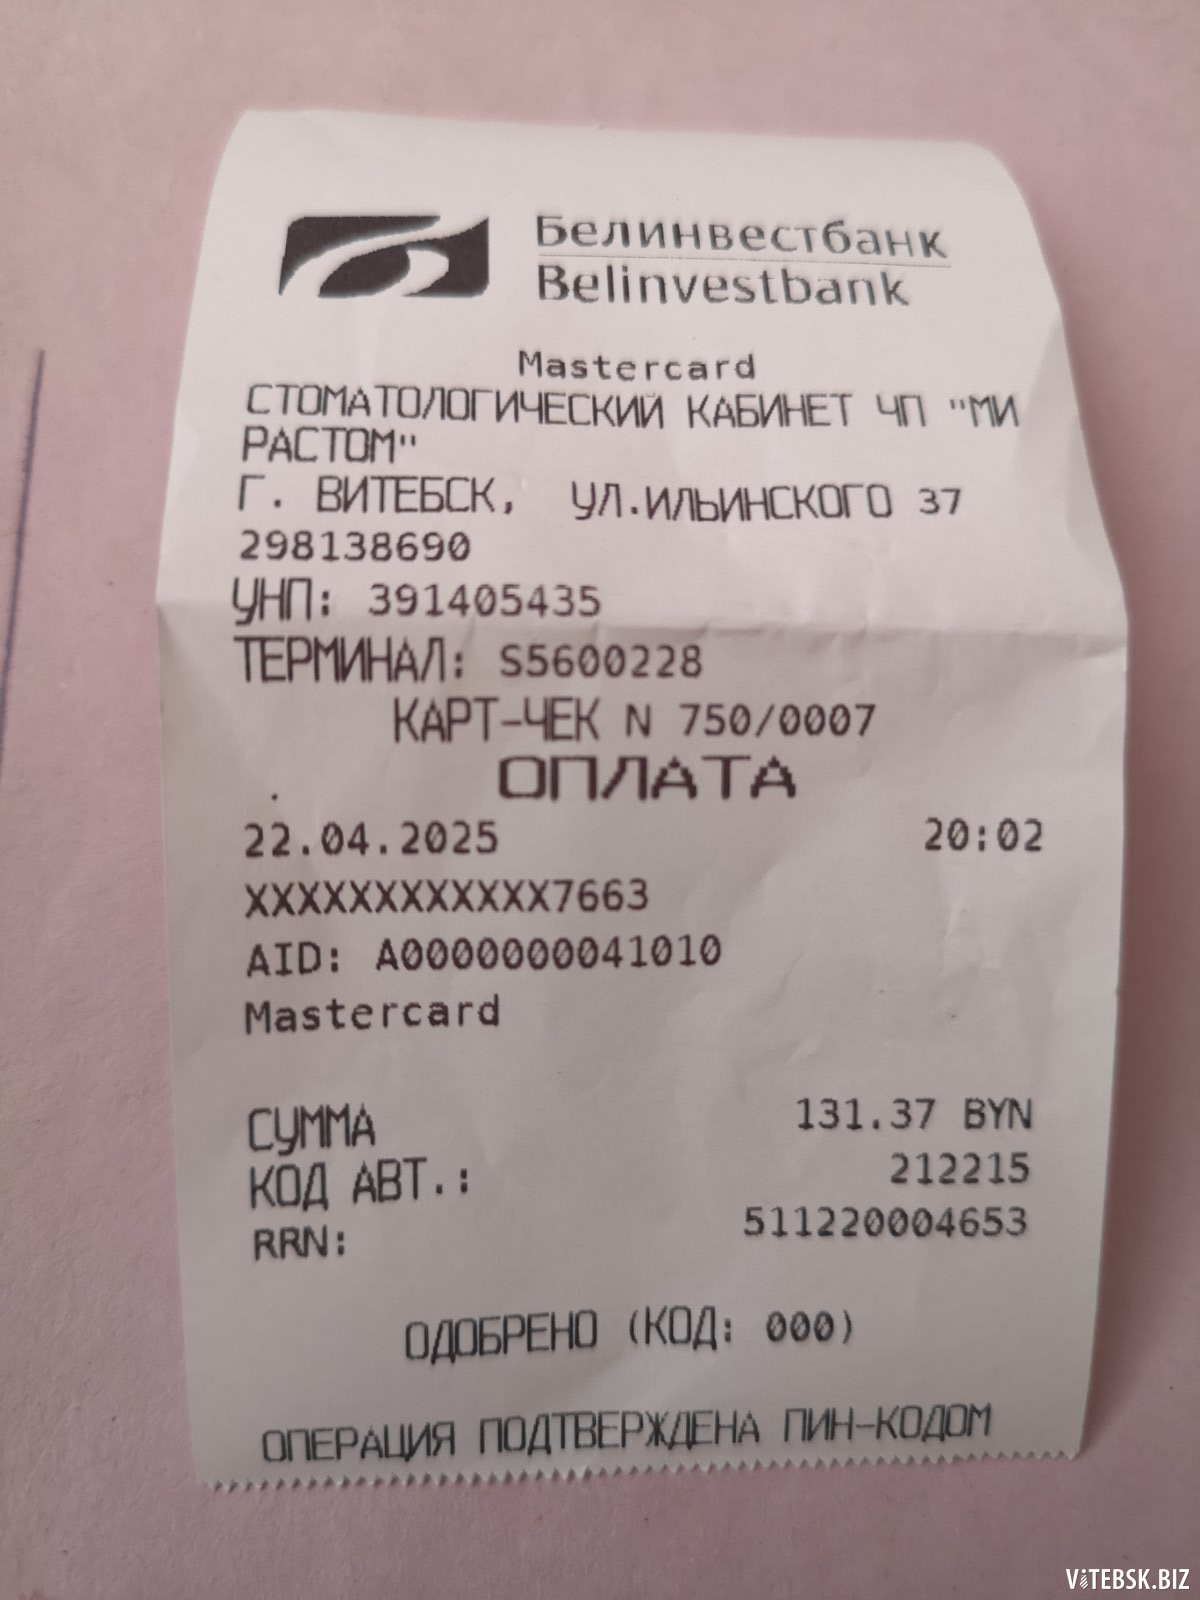 Белинвестбанк
Belinvestbank
Mastercard
СТОМАТОЛОГИЧЕСКИЙ КАБИНЕТ ЧП "МИ
РАСТОМ"
Г. ВИТЕБСК, УЛ.ИЛЬИНСКОГО 37
298138690
УНП: 391405435
ТЕРМИНАЛ: S5600228
КАРТ-ЧЕК N 750/0007
ОПЛАТА
22.04.2025 20:02
XXXXXXXXXXXX7663
AID: A0000000041010
Mastercard
СУММА 131.37 BYN
КОД АВТ.: 212215
RRN: 511220004653
ОДОБРЕНО (КОД: 000)
ОПЕРАЦИЯ ПОДТВЕРЖДЕНА ПИН-КОДОМ
ViTEBSK.BIZ